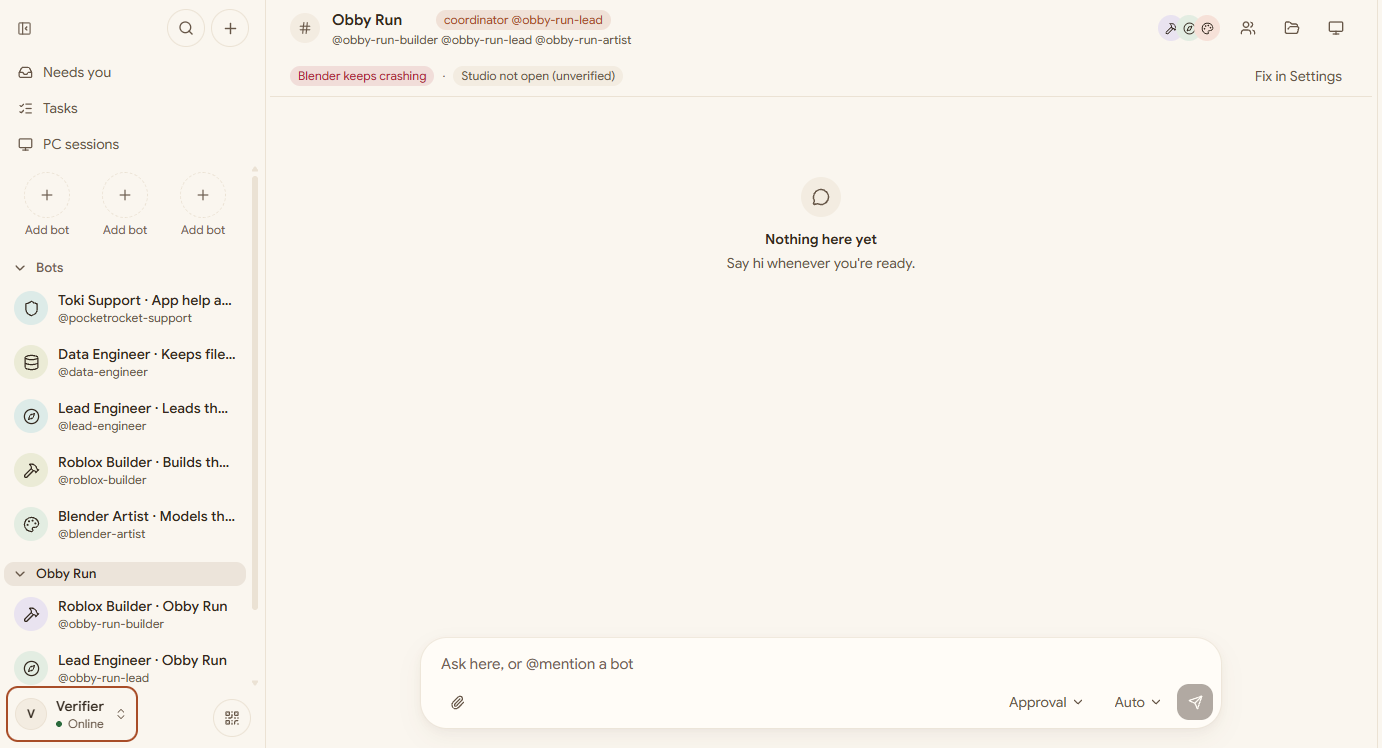 Needs you
Tasks
PC sessions
Add bot Add bot Add bot
Bots
Toki Support · App help a...
@pocketrocket-support
Data Engineer · Keeps file...
@data-engineer
Lead Engineer · Leads th...
@lead-engineer
Roblox Builder · Builds th...
@roblox-builder
Blender Artist · Models th...
@blender-artist
Obby Run
Roblox Builder · Obby Run
@obby-run-builder
Lead Engineer · Obby Run
@obby-run-lead
V
Verifier
Online
# Obby Run coordinator @obby-run-lead
@obby-run-builder @obby-run-lead @obby-run-artist
Blender keeps crashing · Studio not open (unverified) Fix in Settings
Nothing here yet
Say hi whenever you're ready.
Ask here, or @mention a bot
Approval Auto